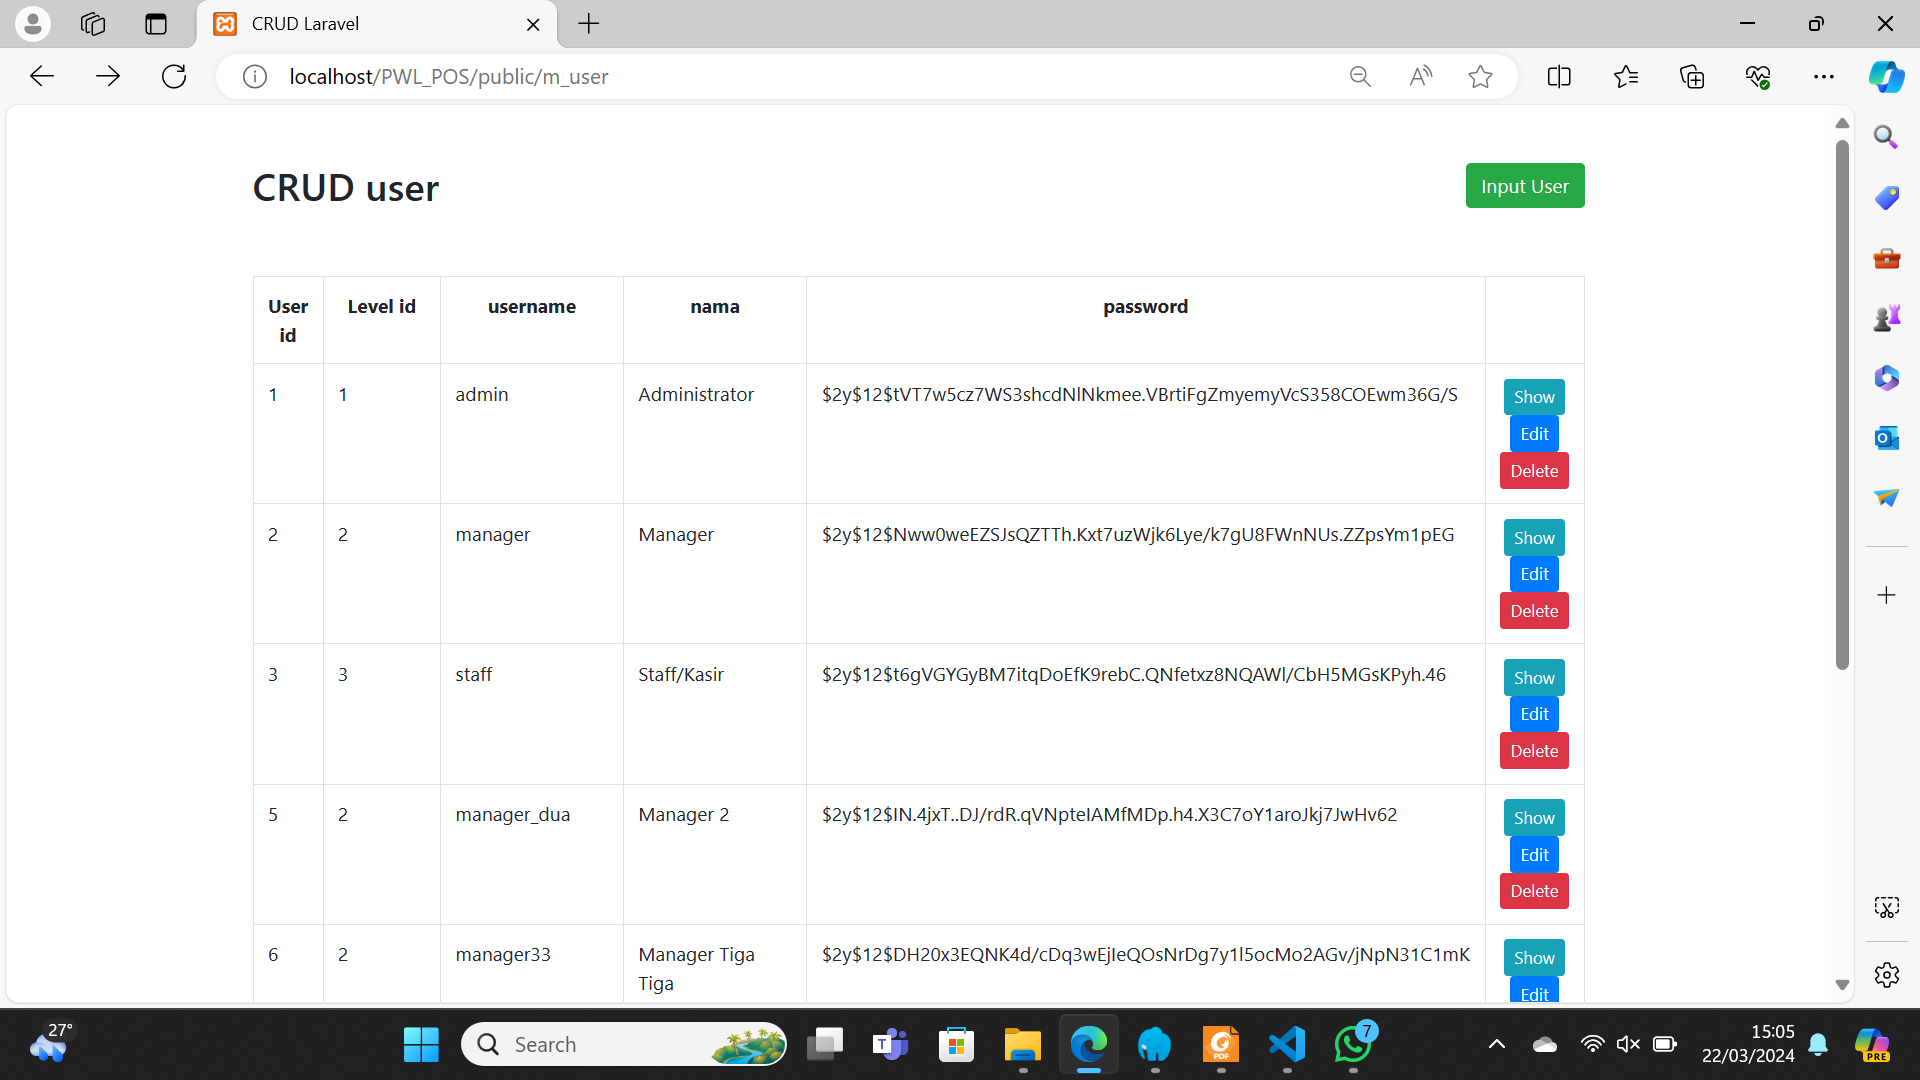 CRUD Laravel
localhost/PWL_POS/public/m_user
CRUD user
Input User
User id
Level id
username
nama
password
1
1
admin
Administrator
$2y$12$tVT7w5cz7WS3shcdNlNkmee.VBrtiFgZmyemyVcS358COEwm36G/S
Show
Edit
Delete
2
2
manager
Manager
$2y$12$Nww0weEZSJsQZTTh.Kxt7uzWjk6Lye/k7gU8FWnNUs.ZZpsYm1pEG
Show
Edit
Delete
3
3
staff
Staff/Kasir
$2y$12$t6gVGYGyBM7itqDoEfK9rebC.QNfetxz8NQAWl/CbH5MGsKPyh.46
Show
Edit
Delete
5
2
manager_dua
Manager 2
$2y$12$IN.4jxT..DJ/rdR.qVNpteIAMfMDp.h4.X3C7oY1aroJkj7JwHv62
Show
Edit
Delete
6
2
manager33
Manager Tiga
Tiga
$2y$12$DH20x3EQNK4d/cDq3wEjIeQOsNrDg7y1l5ocMo2AGv/jNpN31C1mK
Show
Edit
27°
Search
7
15:05
22/03/2024
PRE